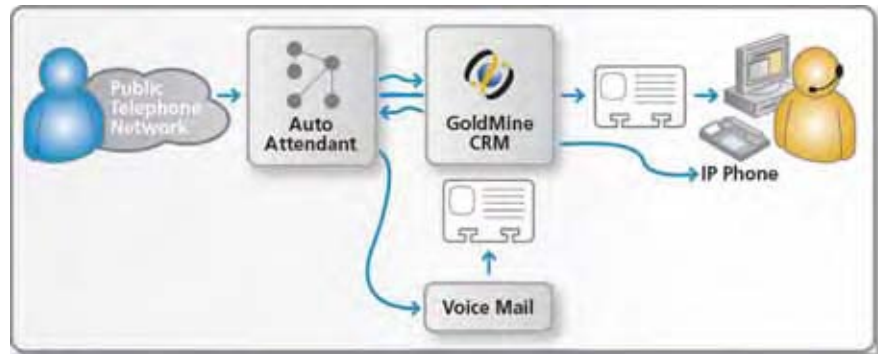 Public
Telephone
Network
Auto
Attendant
GoldMine
CRM
IP Phone
Voice Mail